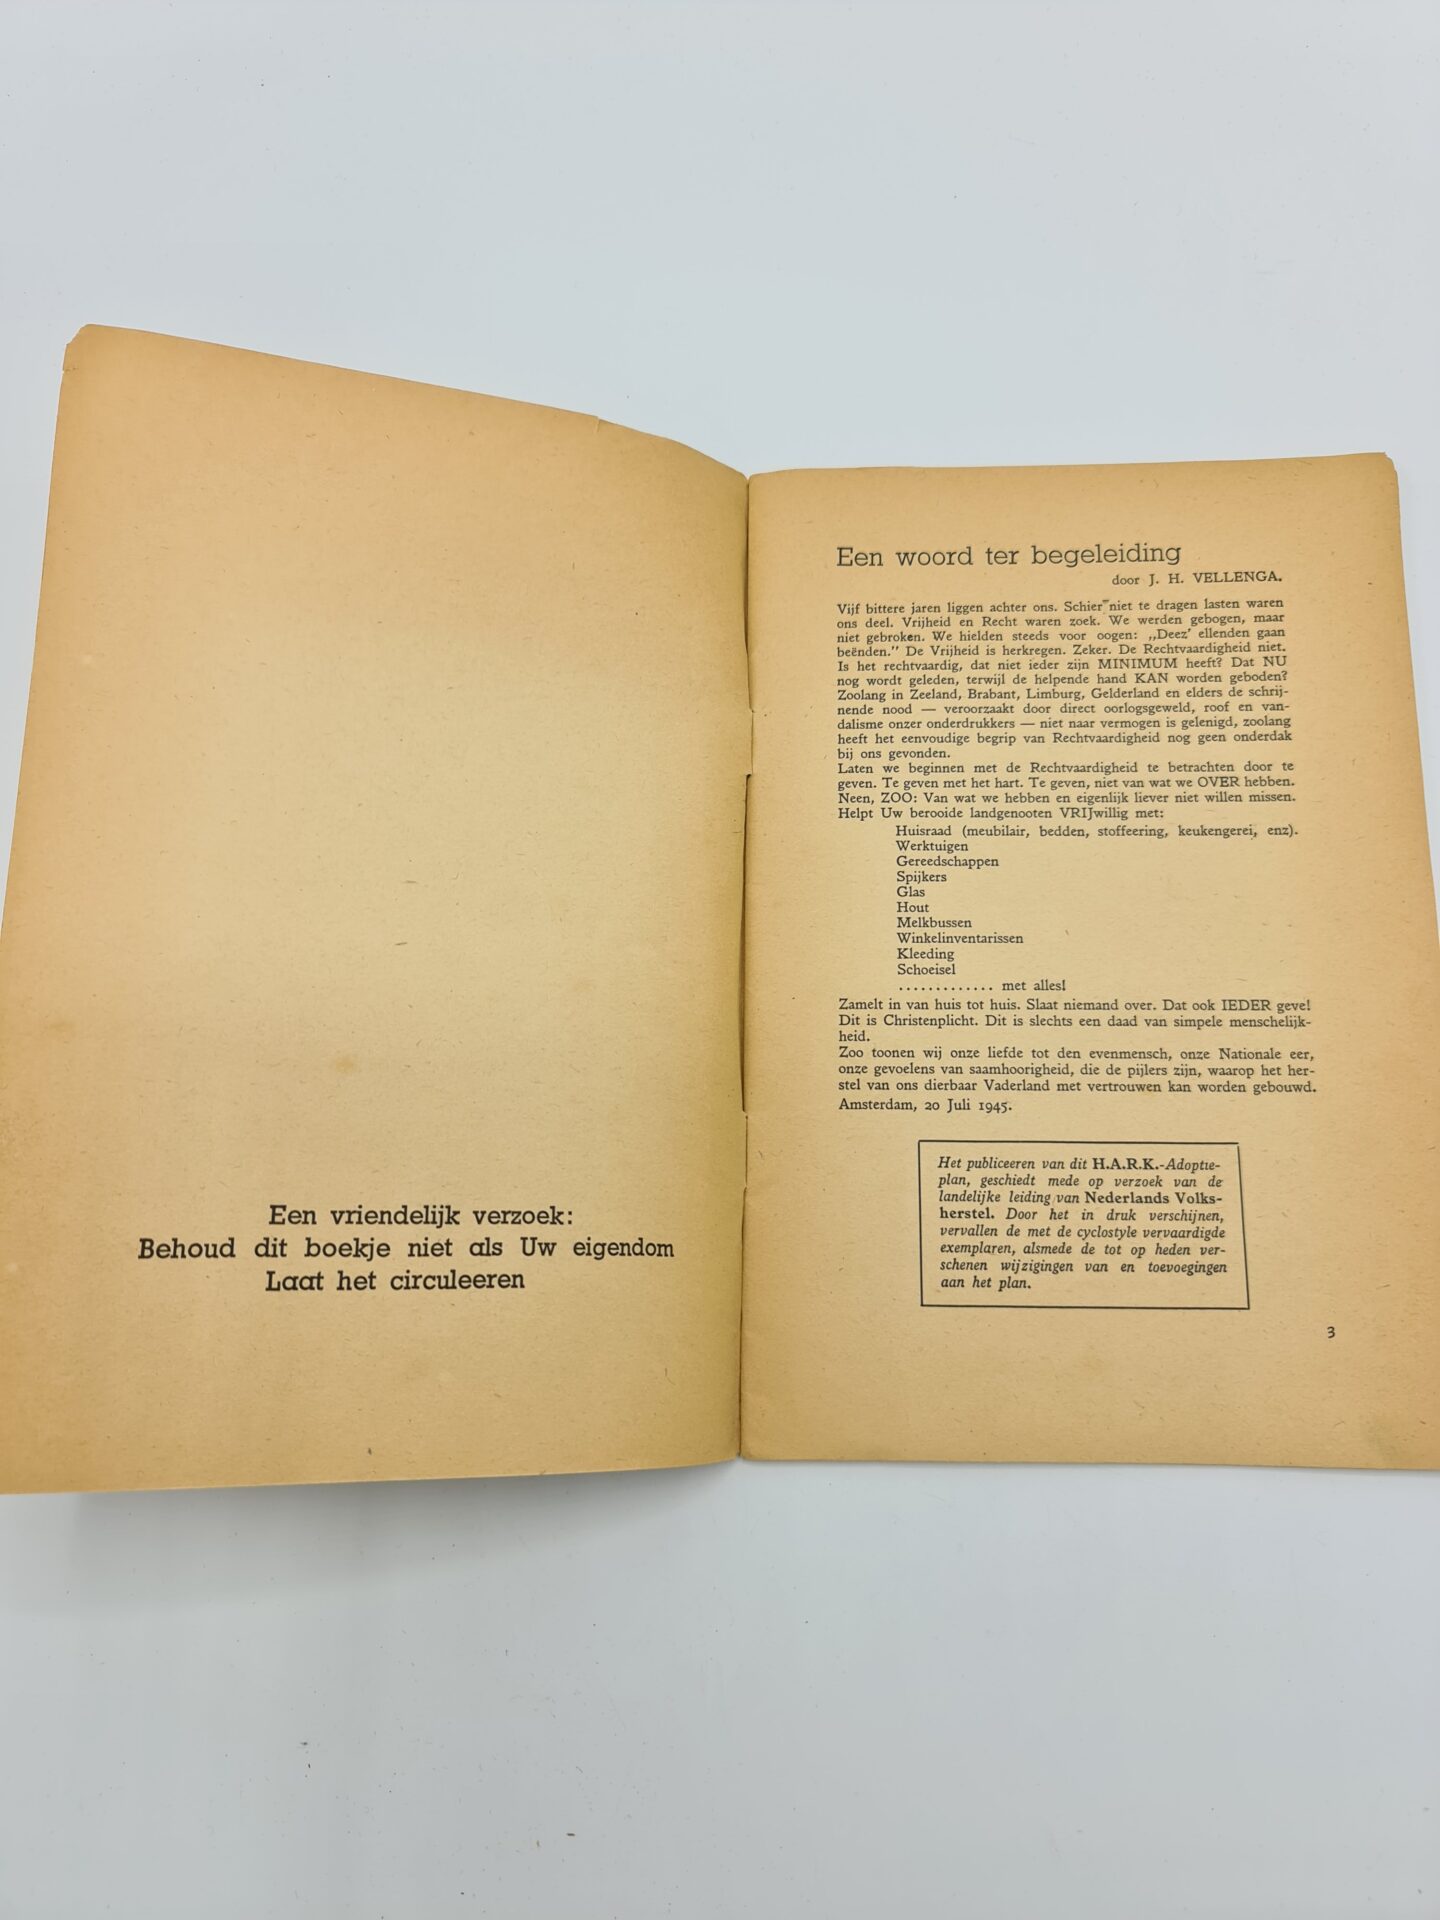 Een vriendelijk verzoek:
Behoud dit boekje niet als Uw eigendom
Laat het circuleeren
Een woord ter begeleiding
door J. H. VELLENGA.
Vijf bittere jaren liggen achter ons. Schier niet te dragen lasten waren
ons deel. Vrijheid en Recht waren zoek. We werden gebogen, maar
niet gebroken. We hielden steeds voor oogen: „Deez' ellenden gaan
beënden.” De Vrijheid is herkregen. Zeker. De Rechtvaardigheid niet.
Is het rechtvaardig, dat niet ieder zijn MINIMUM heeft? Dat NU
nog wordt geleden, terwijl de helpende hand KAN worden geboden?
Zoolang in Zeeland, Brabant, Limburg, Gelderland en elders de schrij-
nende nood — veroorzaakt door direct oorlogsgeweld, roof en van-
dalisme onzer onderdrukkers — niet naar vermogen is gelenigd, zoolang
heeft het eenvoudige begrip van Rechtvaardigheid nog geen onderdak
bij ons gevonden.
Laten we beginnen met de Rechtvaardigheid te betrachten door te
geven. Te geven met het hart. Te geven, niet van wat we OVER hebben.
Neen, ZOO: Van wat we hebben en eigenlijk liever niet willen missen.
Helpt Uw berooide landgenooten VRIJwillig met:
Huisraad (meubilair, bedden, stoffeering, keukengerei, enz).
Werktuigen
Gereedschappen
Spijkers
Glas
Hout
Melkbussen
Winkelinventarissen
Kleeding
Schoeisel
............. met alles!
Zamelt in van huis tot huis. Slaat niemand over. Dat ook IEDER geve!
Dit is Christenplicht. Dit is slechts een daad van simpele menschelijk-
heid.
Zoo toonen wij onze liefde tot den evenmensch, onze Nationale eer,
onze gevoelens van saamhoorigheid, die de pijlers zijn, waarop het her-
stel van ons dierbaar Vaderland met vertrouwen kan worden gebouwd.
Amsterdam, 20 Juli 1945.
Het publiceeren van dit H.A.R.K.-Adoptie-
plan, geschiedt mede op verzoek van de
landelijke leiding van Nederlands Volks-
herstel. Door het in druk verschijnen,
vervallen de met de cyclostyle vervaardigde
exemplaren, alsmede de tot op heden ver-
schenen wijzigingen van en toevoegingen
aan het plan.
3